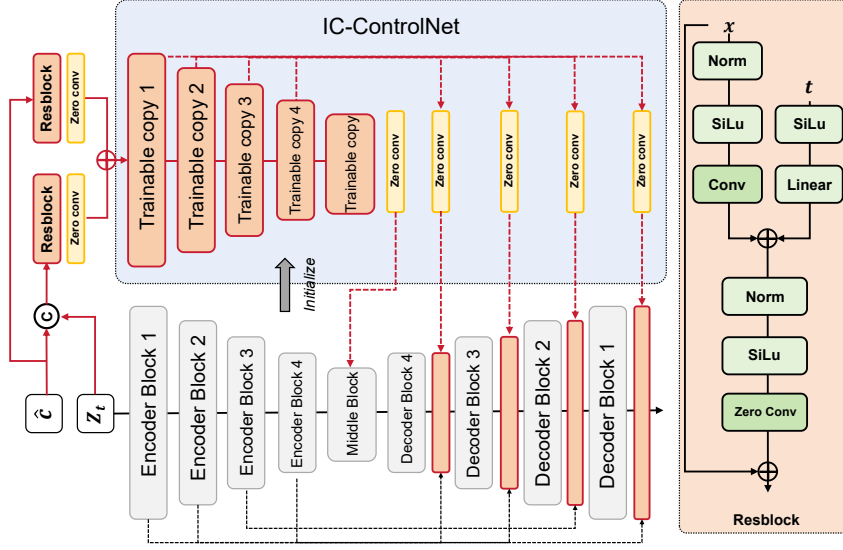 IC-ControlNet
Resblock
Zero conv
Resblock
Zero conv
C
ĉ
Z_t
Trainable copy 1
Trainable copy 2
Trainable copy 3
Trainable copy 4
Trainable copy
Zero conv
Zero conv
Zero conv
Zero conv
Zero conv
Initialize
Encoder Block 1
Encoder Block 2
Encoder Block 3
Encoder Block 4
Middle Block
Decoder Block 4
Decoder Block 3
Decoder Block 2
Decoder Block 1
x
Norm
t
SiLu
SiLu
Conv
Linear
Norm
SiLu
Zero Conv
Resblock